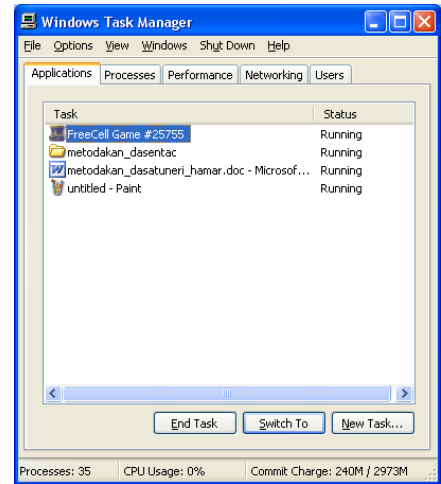 Windows Task Manager
File Options View Windows Shut Down Help
Applications Processes Performance Networking Users
Task Status
FreeCell Game #25755 Running
metodakan_dasentac Running
metodakan_dasatuneri_hamar.doc - Microsof... Running
untitled - Paint Running
End Task Switch To New Task...
Processes: 35 CPU Usage: 0% Commit Charge: 240M / 2973M